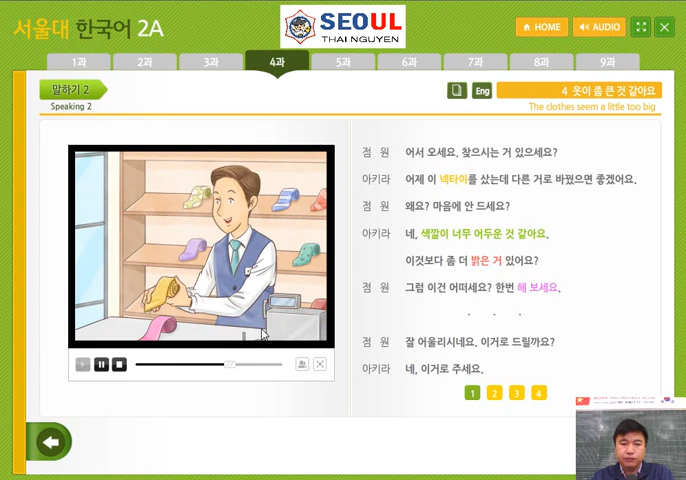 서울대 한국어 2A
SEOUL
THAI NGUYEN
HOME
AUDIO
1과
2과
3과
4과
5과
6과
7과
8과
9과
말하기 2
Speaking 2
Eng
4 옷이 좀 큰 것 같아요
The clothes seem a little too big
점 원 어서 오세요. 찾으시는 거 있으세요?
아키라 어제 이 넥타이를 샀는데 다른 거로 바꿨으면 좋겠어요.
점 원 왜요? 마음에 안 드세요?
아키라 네, 색깔이 너무 어두운 것 같아요.
이것보다 좀 더 밝은 거 있어요?
점 원 그럼 이건 어떠세요? 한번 해 보세요.
. . .
점 원 잘 어울리시네요. 이거로 드릴까요?
아키라 네, 이거로 주세요.
1 2 3 4